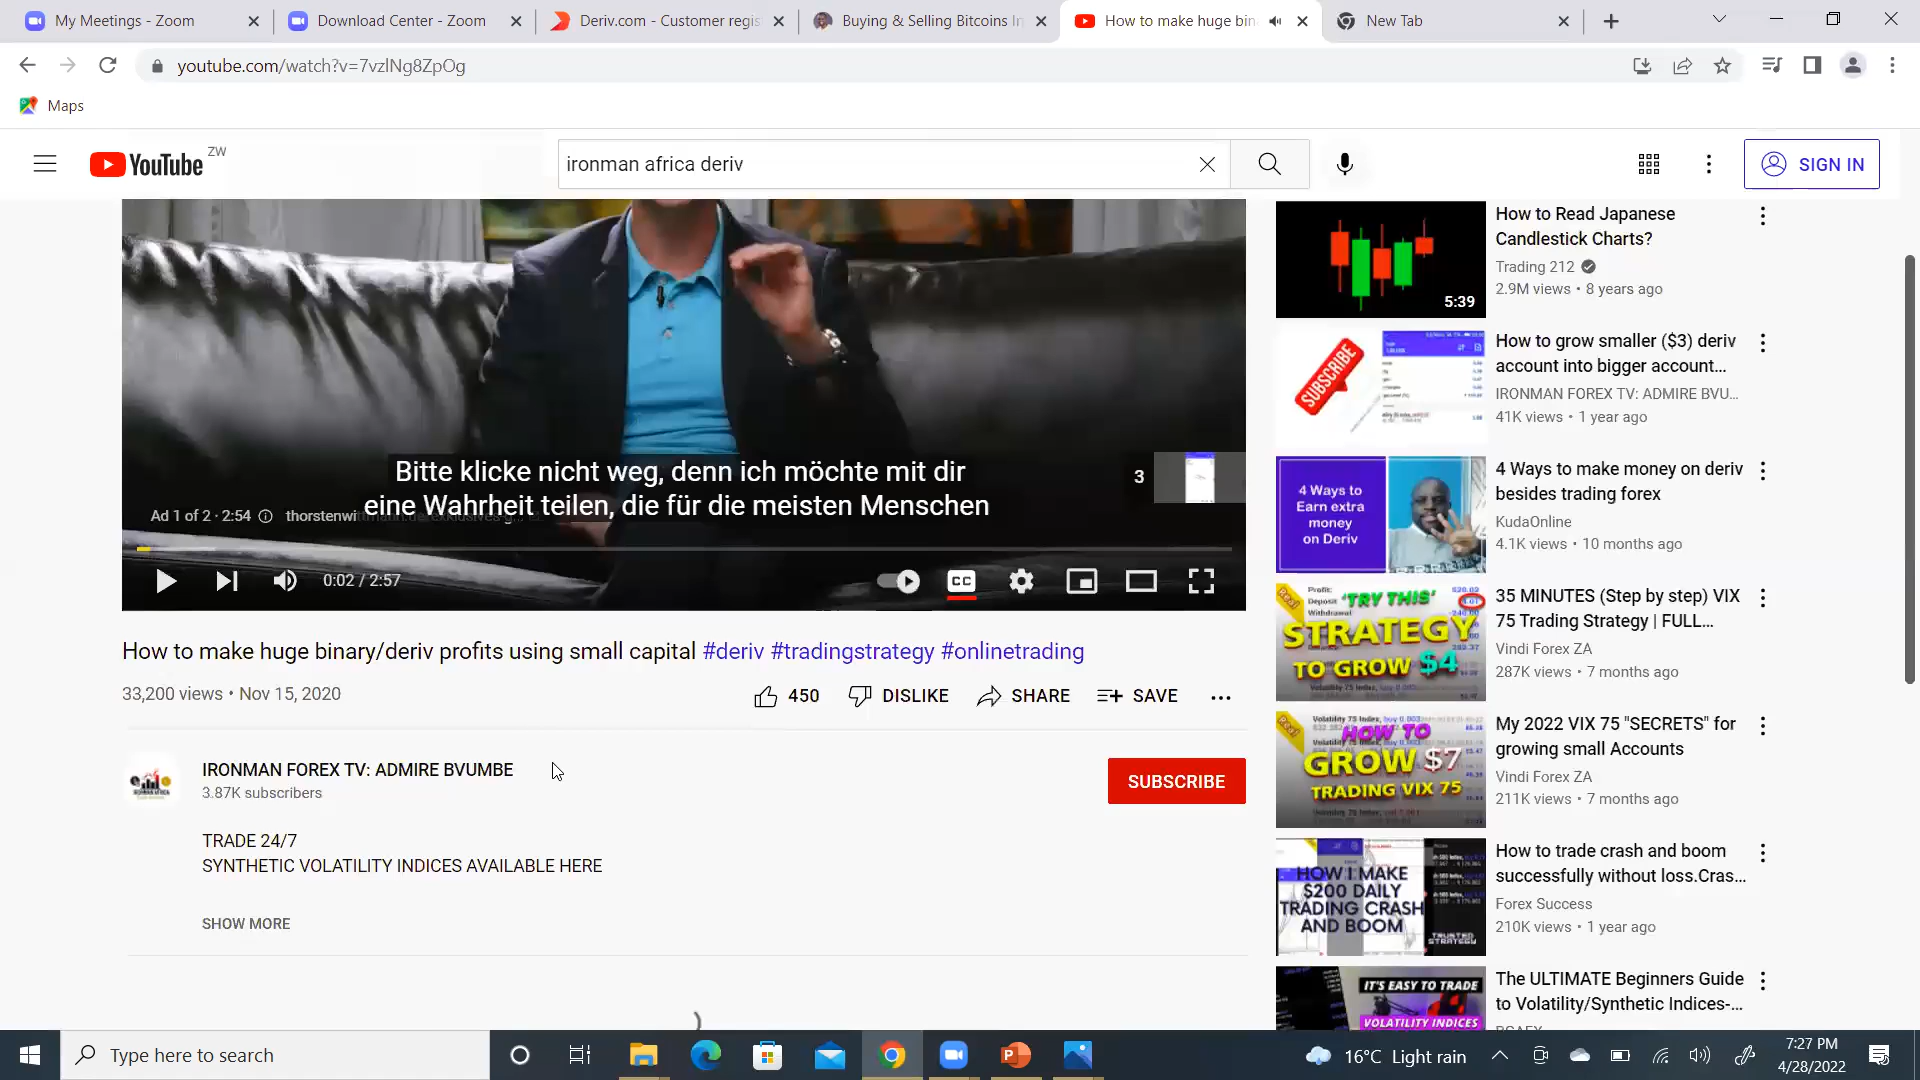 My Meetings - Zoom
Download Center - Zoom
Deriv.com - Customer regis
Buying & Selling Bitcoins In
How to make huge bin
New Tab
youtube.com/watch?v=7vzlNg8ZpOg
Maps
YouTube ZW
ironman africa deriv
SIGN IN
Bitte klicke nicht weg, denn ich möchte mit dir
eine Wahrheit teilen, die für die meisten Menschen
3
Ad 1 of 2 · 2:54
0:02 / 2:57
CC
How to make huge binary/deriv profits using small capital #deriv #tradingstrategy #onlinetrading
33,200 views • Nov 15, 2020
450
DISLIKE
SHARE
SAVE
IRONMAN FOREX TV: ADMIRE BVUMBE
3.87K subscribers
SUBSCRIBE
TRADE 24/7
SYNTHETIC VOLATILITY INDICES AVAILABLE HERE
SHOW MORE
5:39
How to Read Japanese
Candlestick Charts?
Trading 212
2.9M views • 8 years ago
SUBSCRIBE
How to grow smaller ($3) deriv
account into bigger account...
IRONMAN FOREX TV: ADMIRE BVU...
41K views • 1 year ago
4 Ways to
Earn extra
money
on Deriv
4 Ways to make money on deriv
besides trading forex
KudaOnline
4.1K views • 10 months ago
Profit:
Deposit
Withdrawal
'TRY THIS'
STRATEGY
TO GROW $4
35 MINUTES (Step by step) VIX
75 Trading Strategy | FULL...
Vindi Forex ZA
287K views • 7 months ago
HOW TO
GROW $7
TRADING VIX 75
My 2022 VIX 75 "SECRETS" for
growing small Accounts
Vindi Forex ZA
211K views • 7 months ago
HOW I MAKE
$200 DAILY
TRADING CRASH
AND BOOM
TRUSTED
STRATEGY
How to trade crash and boom
successfully without loss.Cras...
Forex Success
210K views • 1 year ago
IT'S EASY TO TRADE
VOLATILITY INDICES
The ULTIMATE Beginners Guide
to Volatility/Synthetic Indices-...
Type here to search
16°C Light rain
7:27 PM
4/28/2022